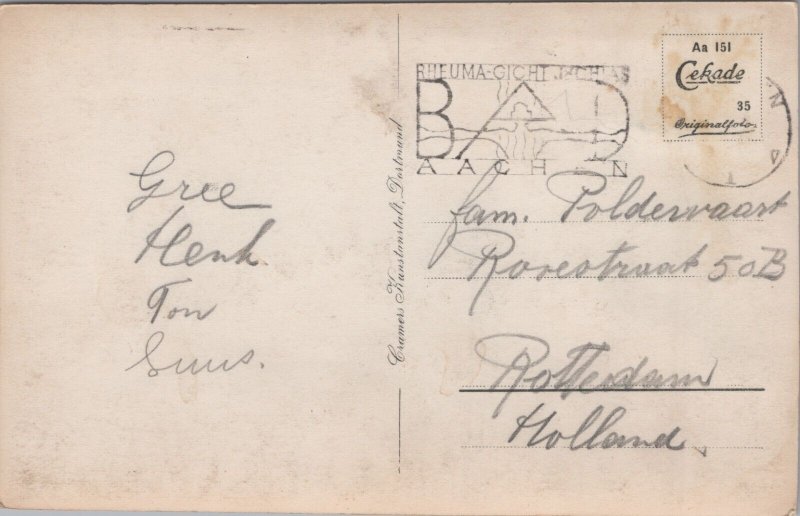 Gree
Henk
Ton
Suus.
Cramers Kunstanstalt, Dortmund
RHEUMA-GICHT ISCHIAS
BAD
AACHEN
Aa 151
Cekade
35
Originalfoto
fam. Poldervaart
Rosestraat 50B
Rotterdam
Holland